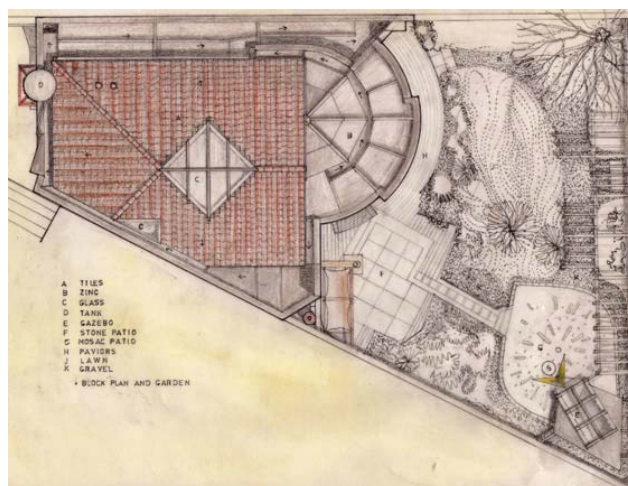 A TILES
B ZINC
C GLASS
D TANK
E GAZEBO
F STONE PATIO
G MOSAC PATIO
H PAVIORS
J LAWN
K GRAVEL
• BLOCK PLAN AND GARDEN
D
A
C
C
B
H
F
G